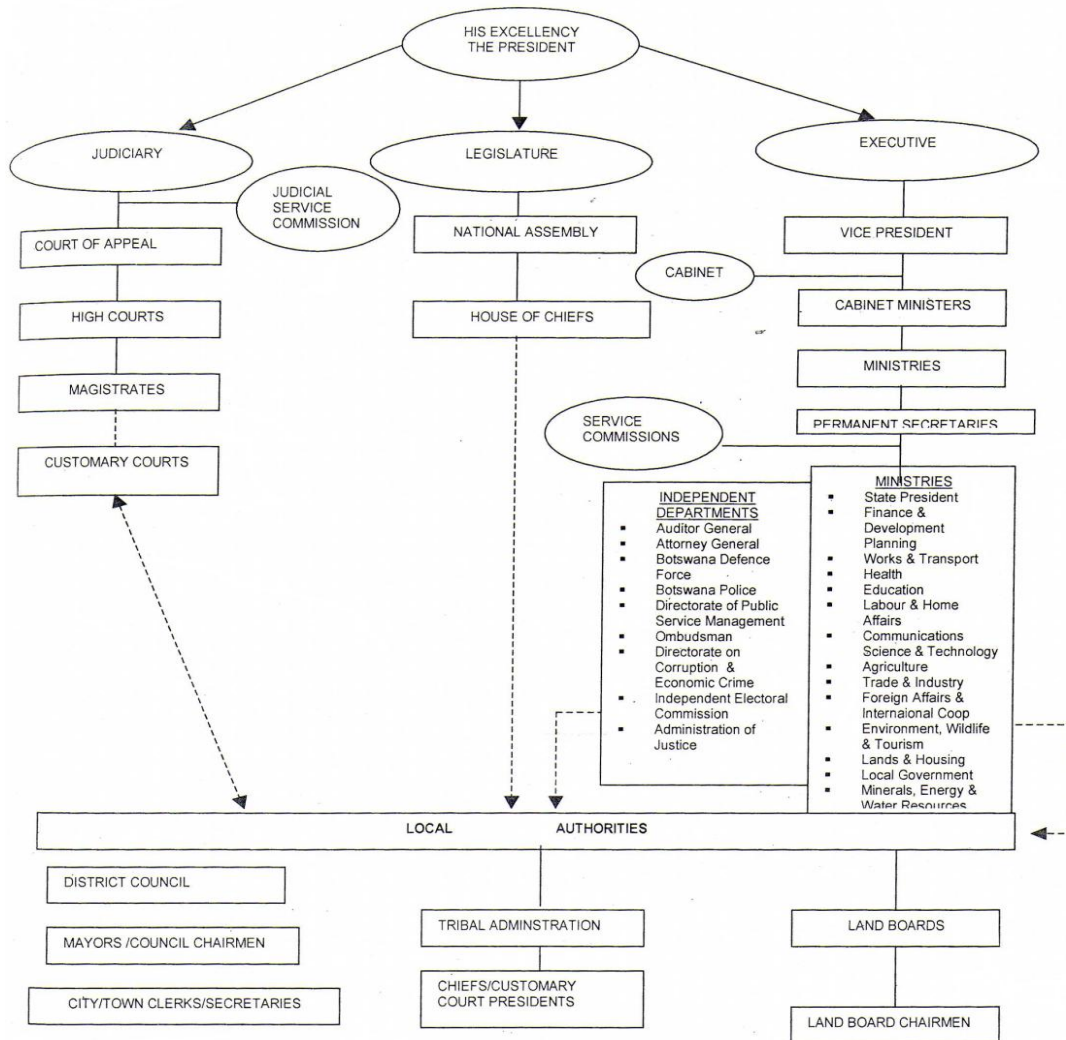 HIS EXCELLENCY
THE PRESIDENT
JUDICIARY
LEGISLATURE
EXECUTIVE
JUDICIAL
SERVICE
COMMISSION
COURT OF APPEAL
NATIONAL ASSEMBLY
VICE PRESIDENT
CABINET
HIGH COURTS
HOUSE OF CHIEFS
CABINET MINISTERS
MAGISTRATES
MINISTRIES
SERVICE
COMMISSIONS
PERMANENT SECRETARIES
CUSTOMARY COURTS
INDEPENDENT
DEPARTMENTS
▪ Auditor General
▪ Attorney General
▪ Botswana Defence
Force
▪ Botswana Police
▪ Directorate of Public
Service Management
▪ Ombudsman
▪ Directorate on
Corruption &
Economic Crime
▪ Independent Electoral
Commission
▪ Administration of
Justice
MINISTRIES
▪ State President
▪ Finance &
Development
Planning
▪ Works & Transport
▪ Health
▪ Education
▪ Labour & Home
Affairs
▪ Communications
Science & Technology
▪ Agriculture
▪ Trade & Industry
▪ Foreign Affairs &
Internaional Coop
▪ Environment, Wildlife
& Tourism
▪ Lands & Housing
▪ Local Government
▪ Minerals, Energy &
Water Resources
LOCAL AUTHORITIES
DISTRICT COUNCIL
MAYORS /COUNCIL CHAIRMEN
CITY/TOWN CLERKS/SECRETARIES
TRIBAL ADMINSTRATION
CHIEFS/CUSTOMARY
COURT PRESIDENTS
LAND BOARDS
LAND BOARD CHAIRMEN